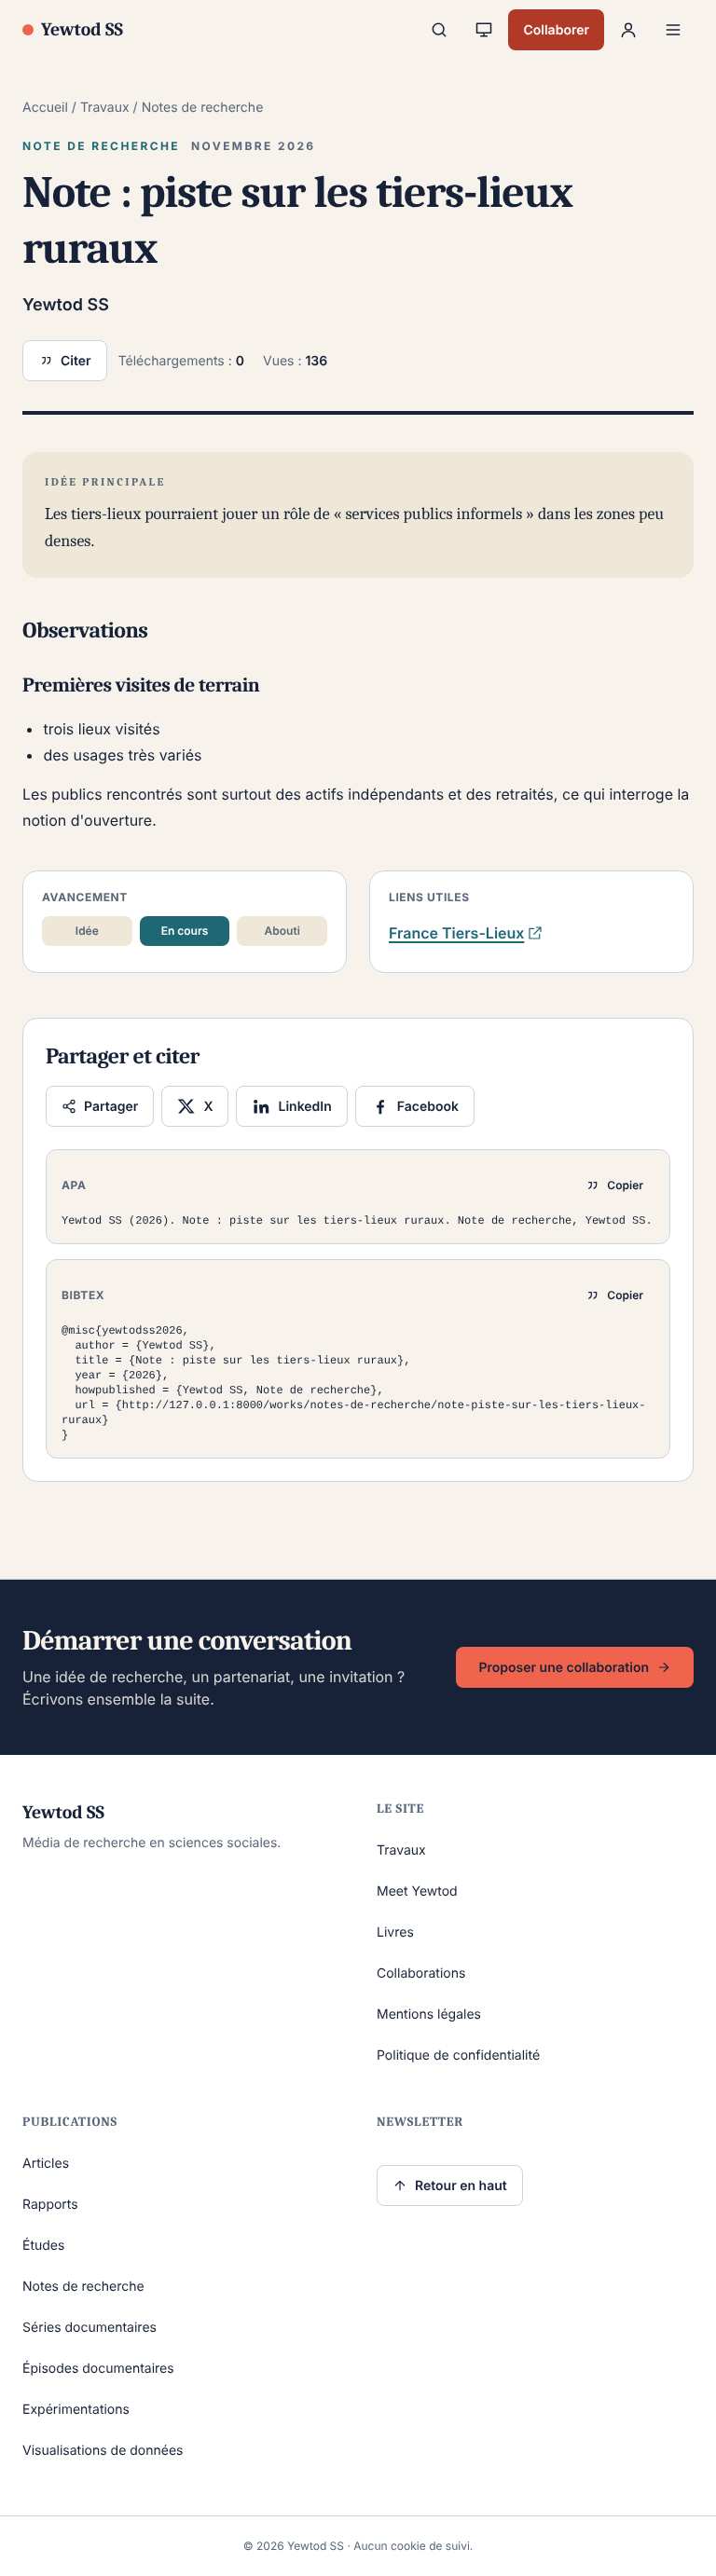 Yewtod SS
Collaborer
Accueil / Travaux / Notes de recherche
NOTE DE RECHERCHE NOVEMBRE 2026
Note : piste sur les tiers-lieux
ruraux
Yewtod SS
Citer Téléchargements : 0 Vues : 136
IDÉE PRINCIPALE
Les tiers-lieux pourraient jouer un rôle de « services publics informels » dans les zones peu
denses.
Observations
Premières visites de terrain
• trois lieux visités
• des usages très variés
Les publics rencontrés sont surtout des actifs indépendants et des retraités, ce qui interroge la
notion d'ouverture.
AVANCEMENT
Idée En cours Abouti
LIENS UTILES
France Tiers-Lieux
Partager et citer
Partager X LinkedIn Facebook
APA Copier
Yewtod SS (2026). Note : piste sur les tiers-lieux ruraux. Note de recherche, Yewtod SS.
BIBTEX Copier
@misc{yewtodss2026,
  author = {Yewtod SS},
  title = {Note : piste sur les tiers-lieux ruraux},
  year = {2026},
  howpublished = {Yewtod SS, Note de recherche},
  url = {http://127.0.0.1:8000/works/notes-de-recherche/note-piste-sur-les-tiers-lieux-
ruraux}
}
Démarrer une conversation
Une idée de recherche, un partenariat, une invitation ?
Écrivons ensemble la suite.
Proposer une collaboration →
Yewtod SS
Média de recherche en sciences sociales.
LE SITE
Travaux
Meet Yewtod
Livres
Collaborations
Mentions légales
Politique de confidentialité
PUBLICATIONS
Articles
Rapports
Études
Notes de recherche
Séries documentaires
Épisodes documentaires
Expérimentations
Visualisations de données
NEWSLETTER
↑ Retour en haut
© 2026 Yewtod SS · Aucun cookie de suivi.